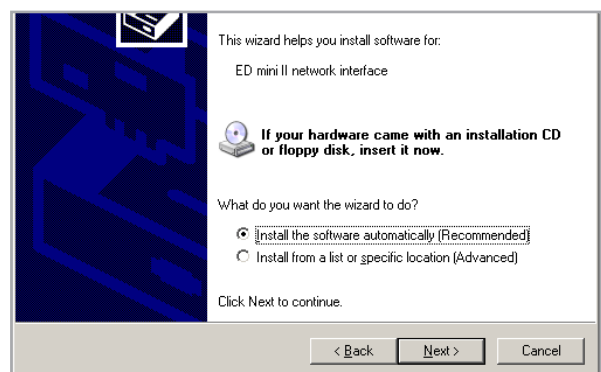 This wizard helps you install software for:
ED mini II network interface
If your hardware came with an installation CD
or floppy disk, insert it now.
What do you want the wizard to do?
Install the software automatically (Recommended)
Install from a list or specific location (Advanced)
Click Next to continue.
< Back Next > Cancel